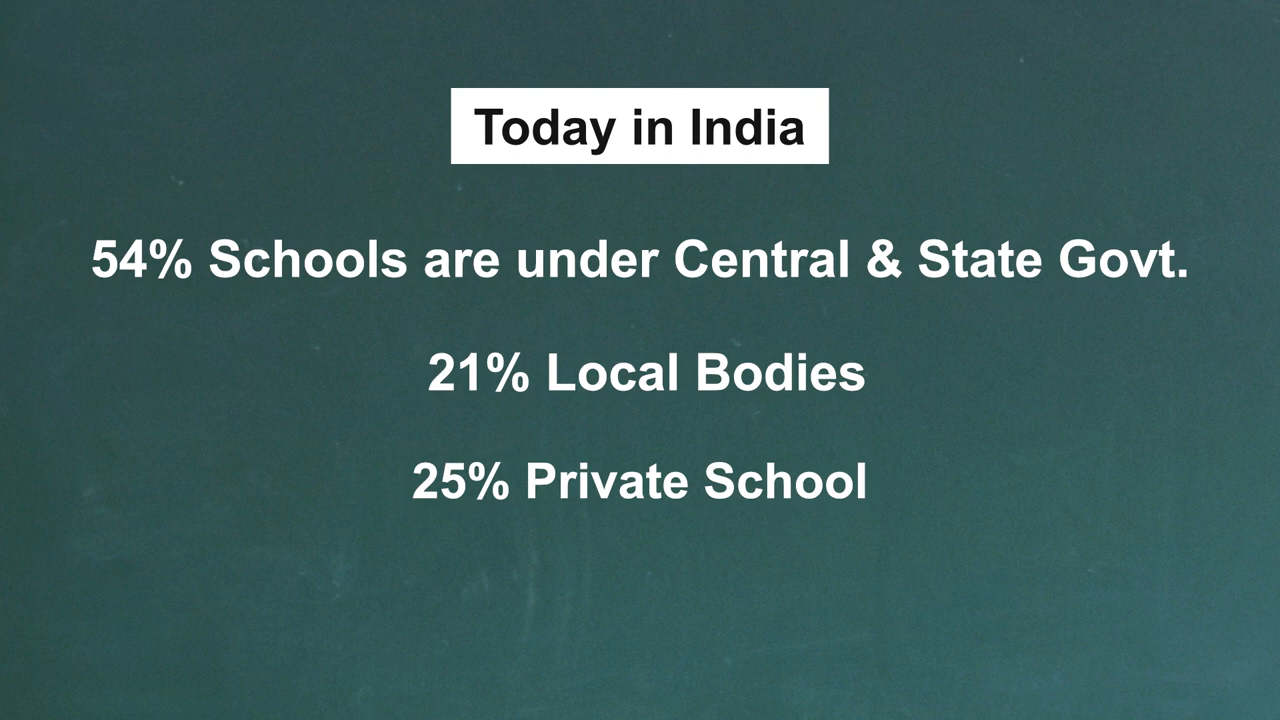 Today in India
54% Schools are under Central & State Govt.
21% Local Bodies
25% Private School